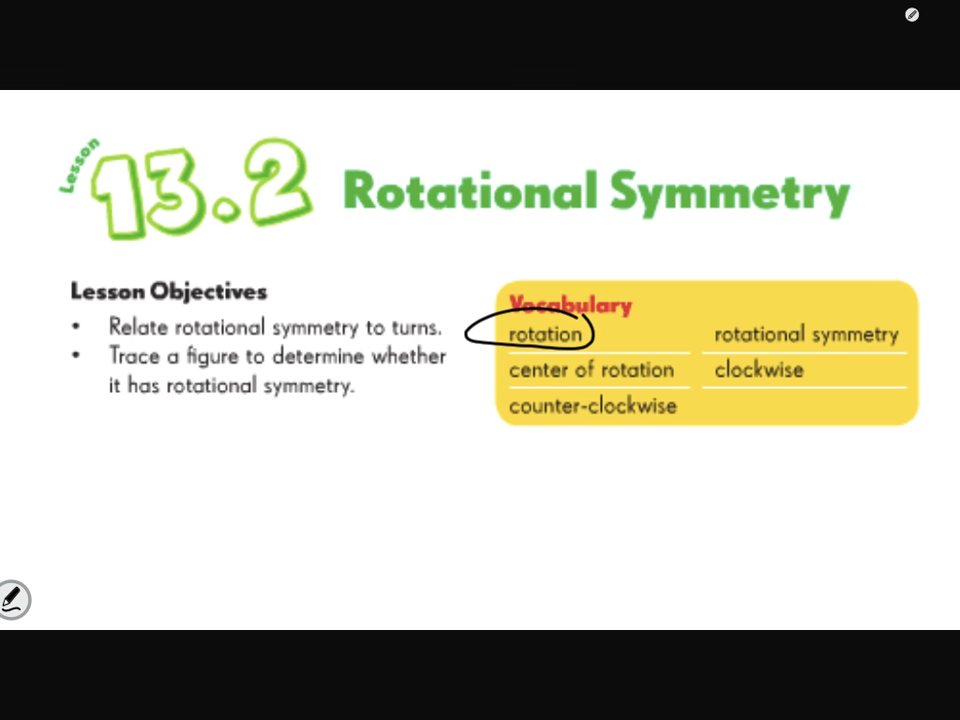 Lesson
13.2
Rotational Symmetry
Lesson Objectives
• Relate rotational symmetry to turns.
• Trace a figure to determine whether
it has rotational symmetry.
Vocabulary
rotation rotational symmetry
center of rotation clockwise
counter-clockwise